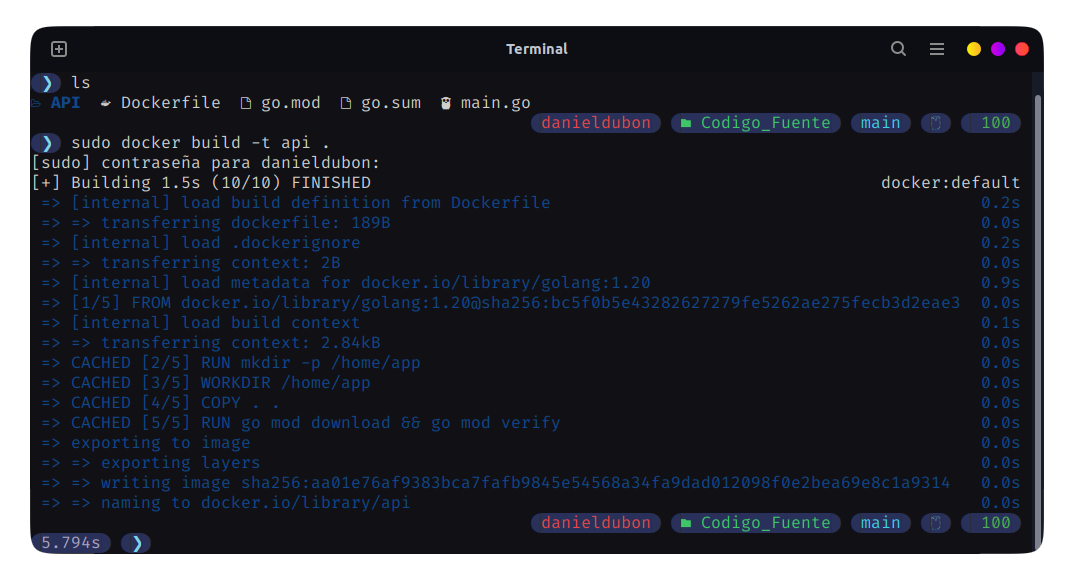 Terminal
❯ ls
API Dockerfile go.mod go.sum main.go
danieldubon Codigo_Fuente main 100
❯ sudo docker build -t api .
[sudo] contraseña para danieldubon:
[+] Building 1.5s (10/10) FINISHED docker:default
=> [internal] load build definition from Dockerfile 0.2s
=> => transferring dockerfile: 189B 0.0s
=> [internal] load .dockerignore 0.2s
=> => transferring context: 2B 0.0s
=> [internal] load metadata for docker.io/library/golang:1.20 0.9s
=> [1/5] FROM docker.io/library/golang:1.20@sha256:bc5f0b5e43282627279fe5262ae275fecb3d2eae3 0.0s
=> [internal] load build context 0.1s
=> => transferring context: 2.84kB 0.0s
=> CACHED [2/5] RUN mkdir -p /home/app 0.0s
=> CACHED [3/5] WORKDIR /home/app 0.0s
=> CACHED [4/5] COPY . . 0.0s
=> CACHED [5/5] RUN go mod download && go mod verify 0.0s
=> exporting to image 0.0s
=> => exporting layers 0.0s
=> => writing image sha256:aa01e76af9383bca7fafb9845e54568a34fa9dad012098f0e2bea69e8c1a9314 0.0s
=> => naming to docker.io/library/api 0.0s
danieldubon Codigo_Fuente main 100
5.794s ❯